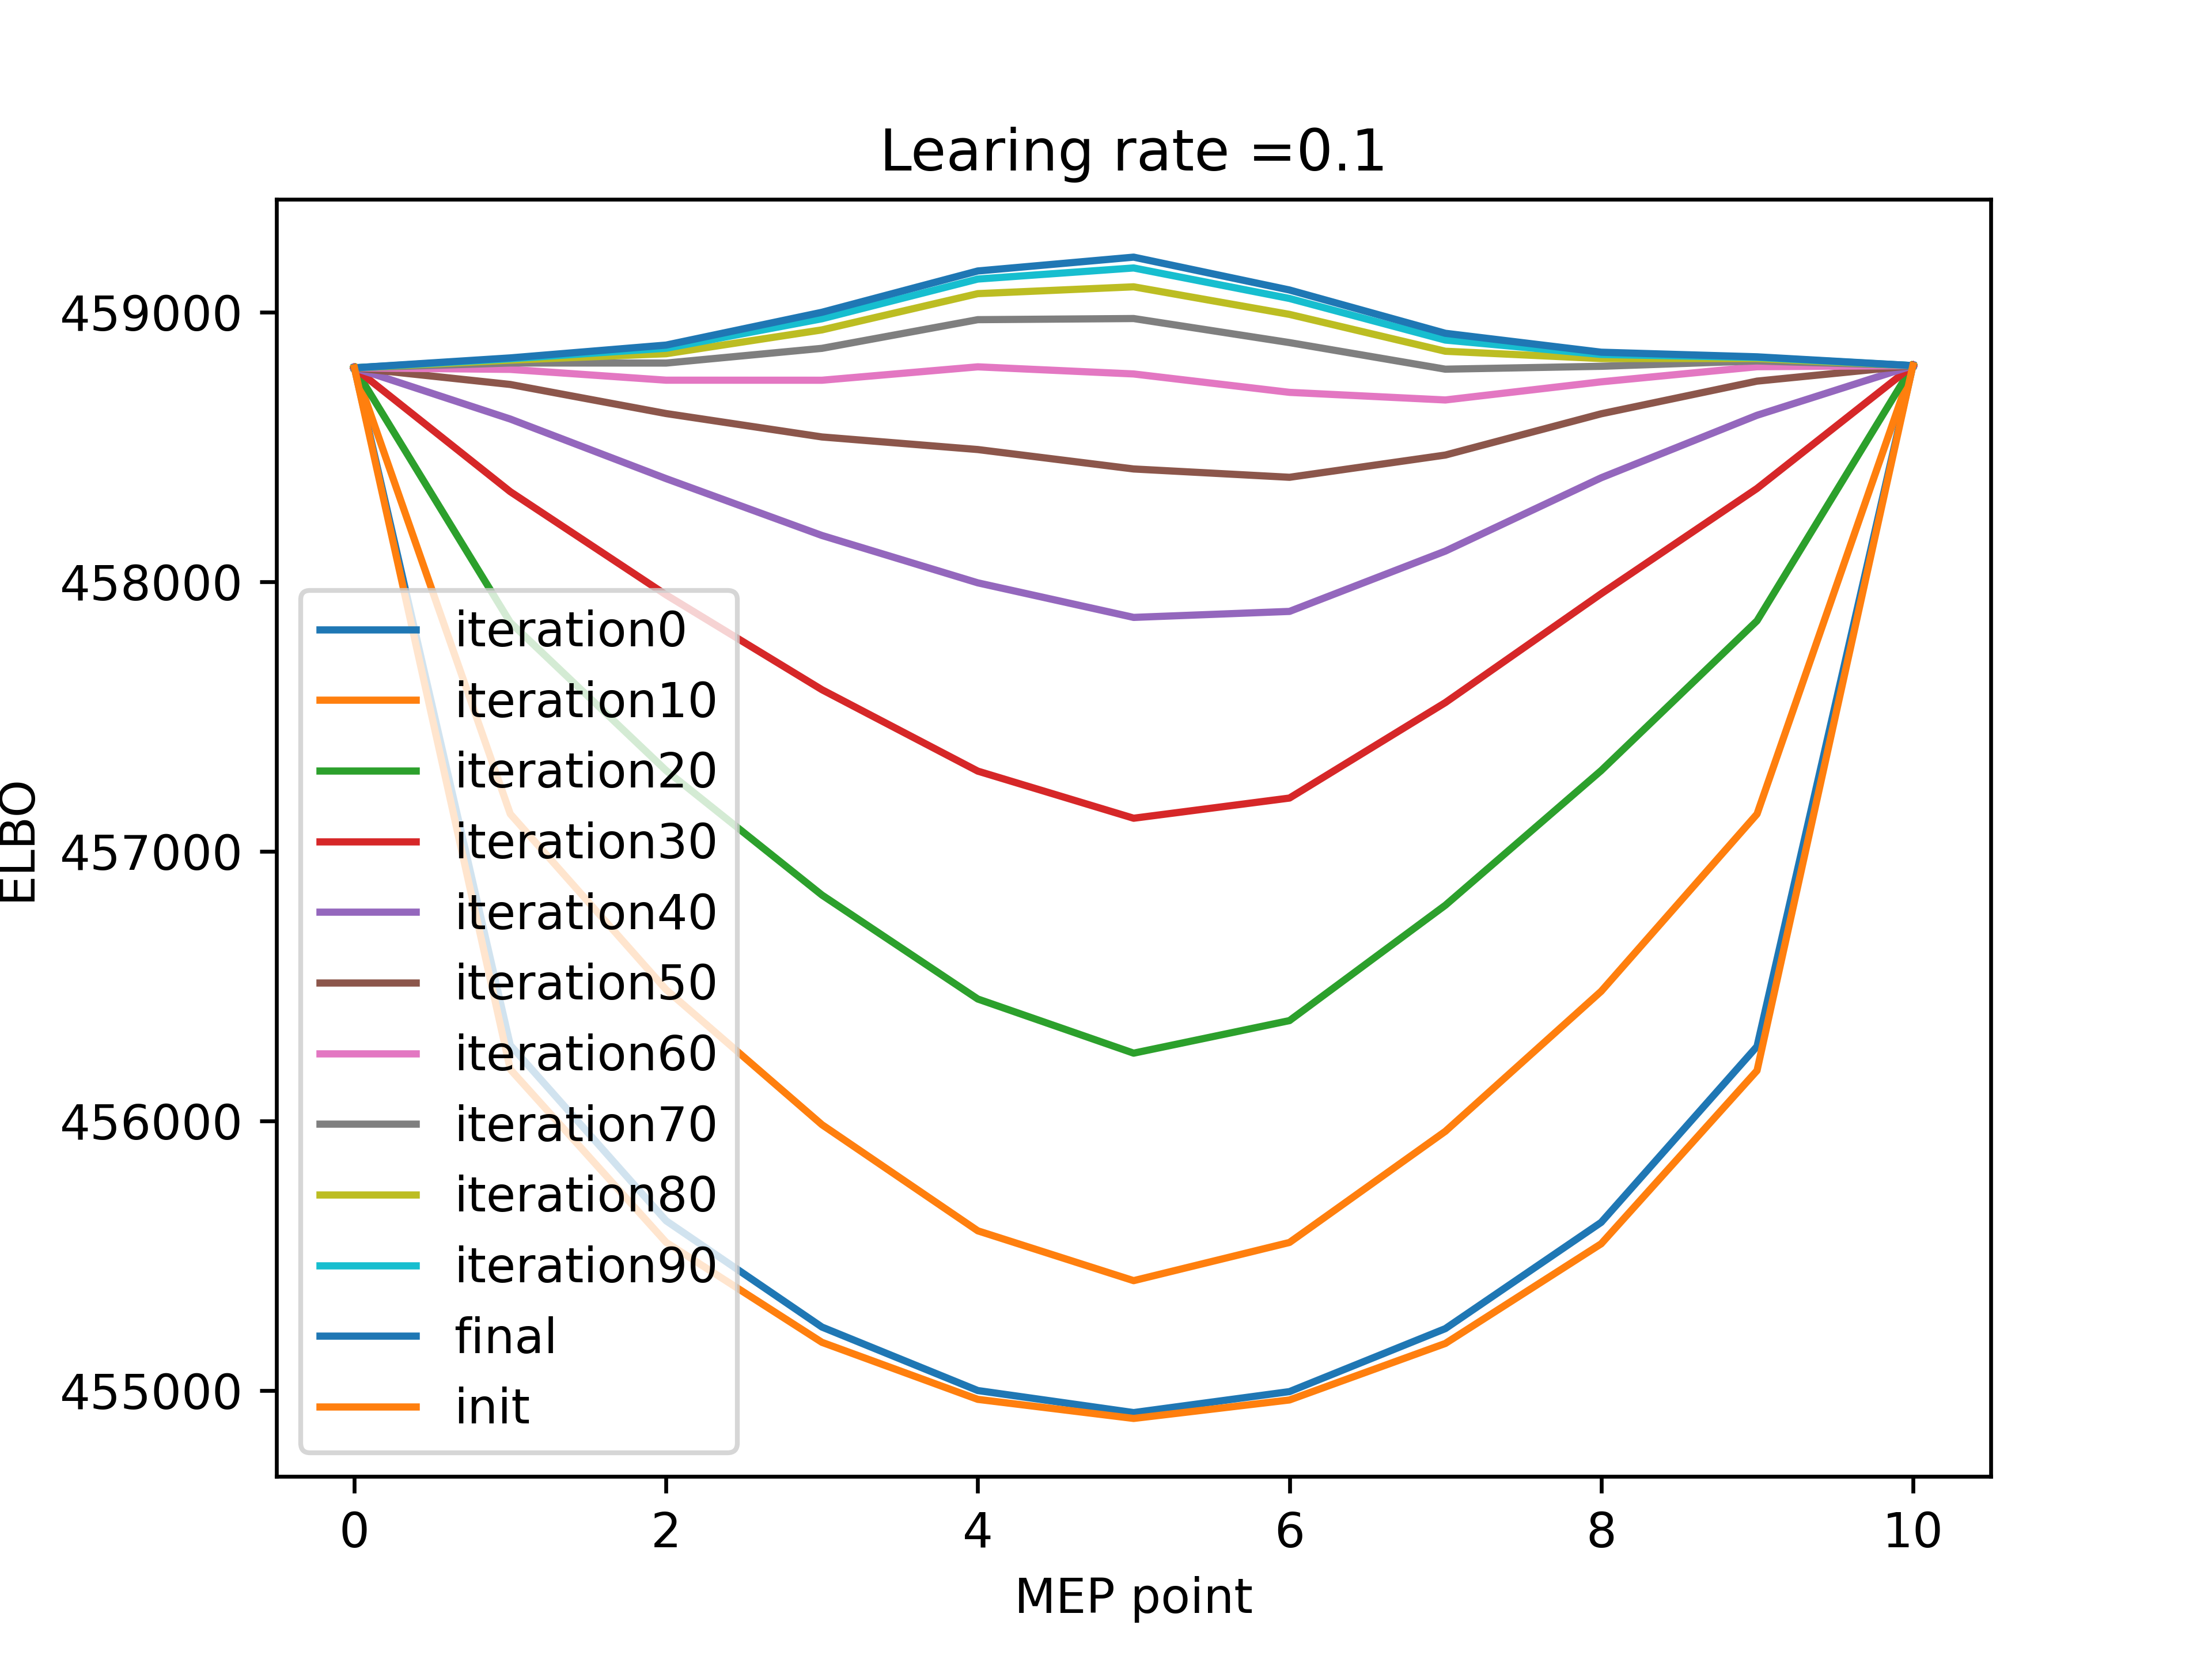 Learing rate =0.1
459000
458000
457000
456000
455000
ELBO
iteration0
iteration10
iteration20
iteration30
iteration40
iteration50
iteration60
iteration70
iteration80
iteration90
final
init
0 2 4 6 8 10
MEP point